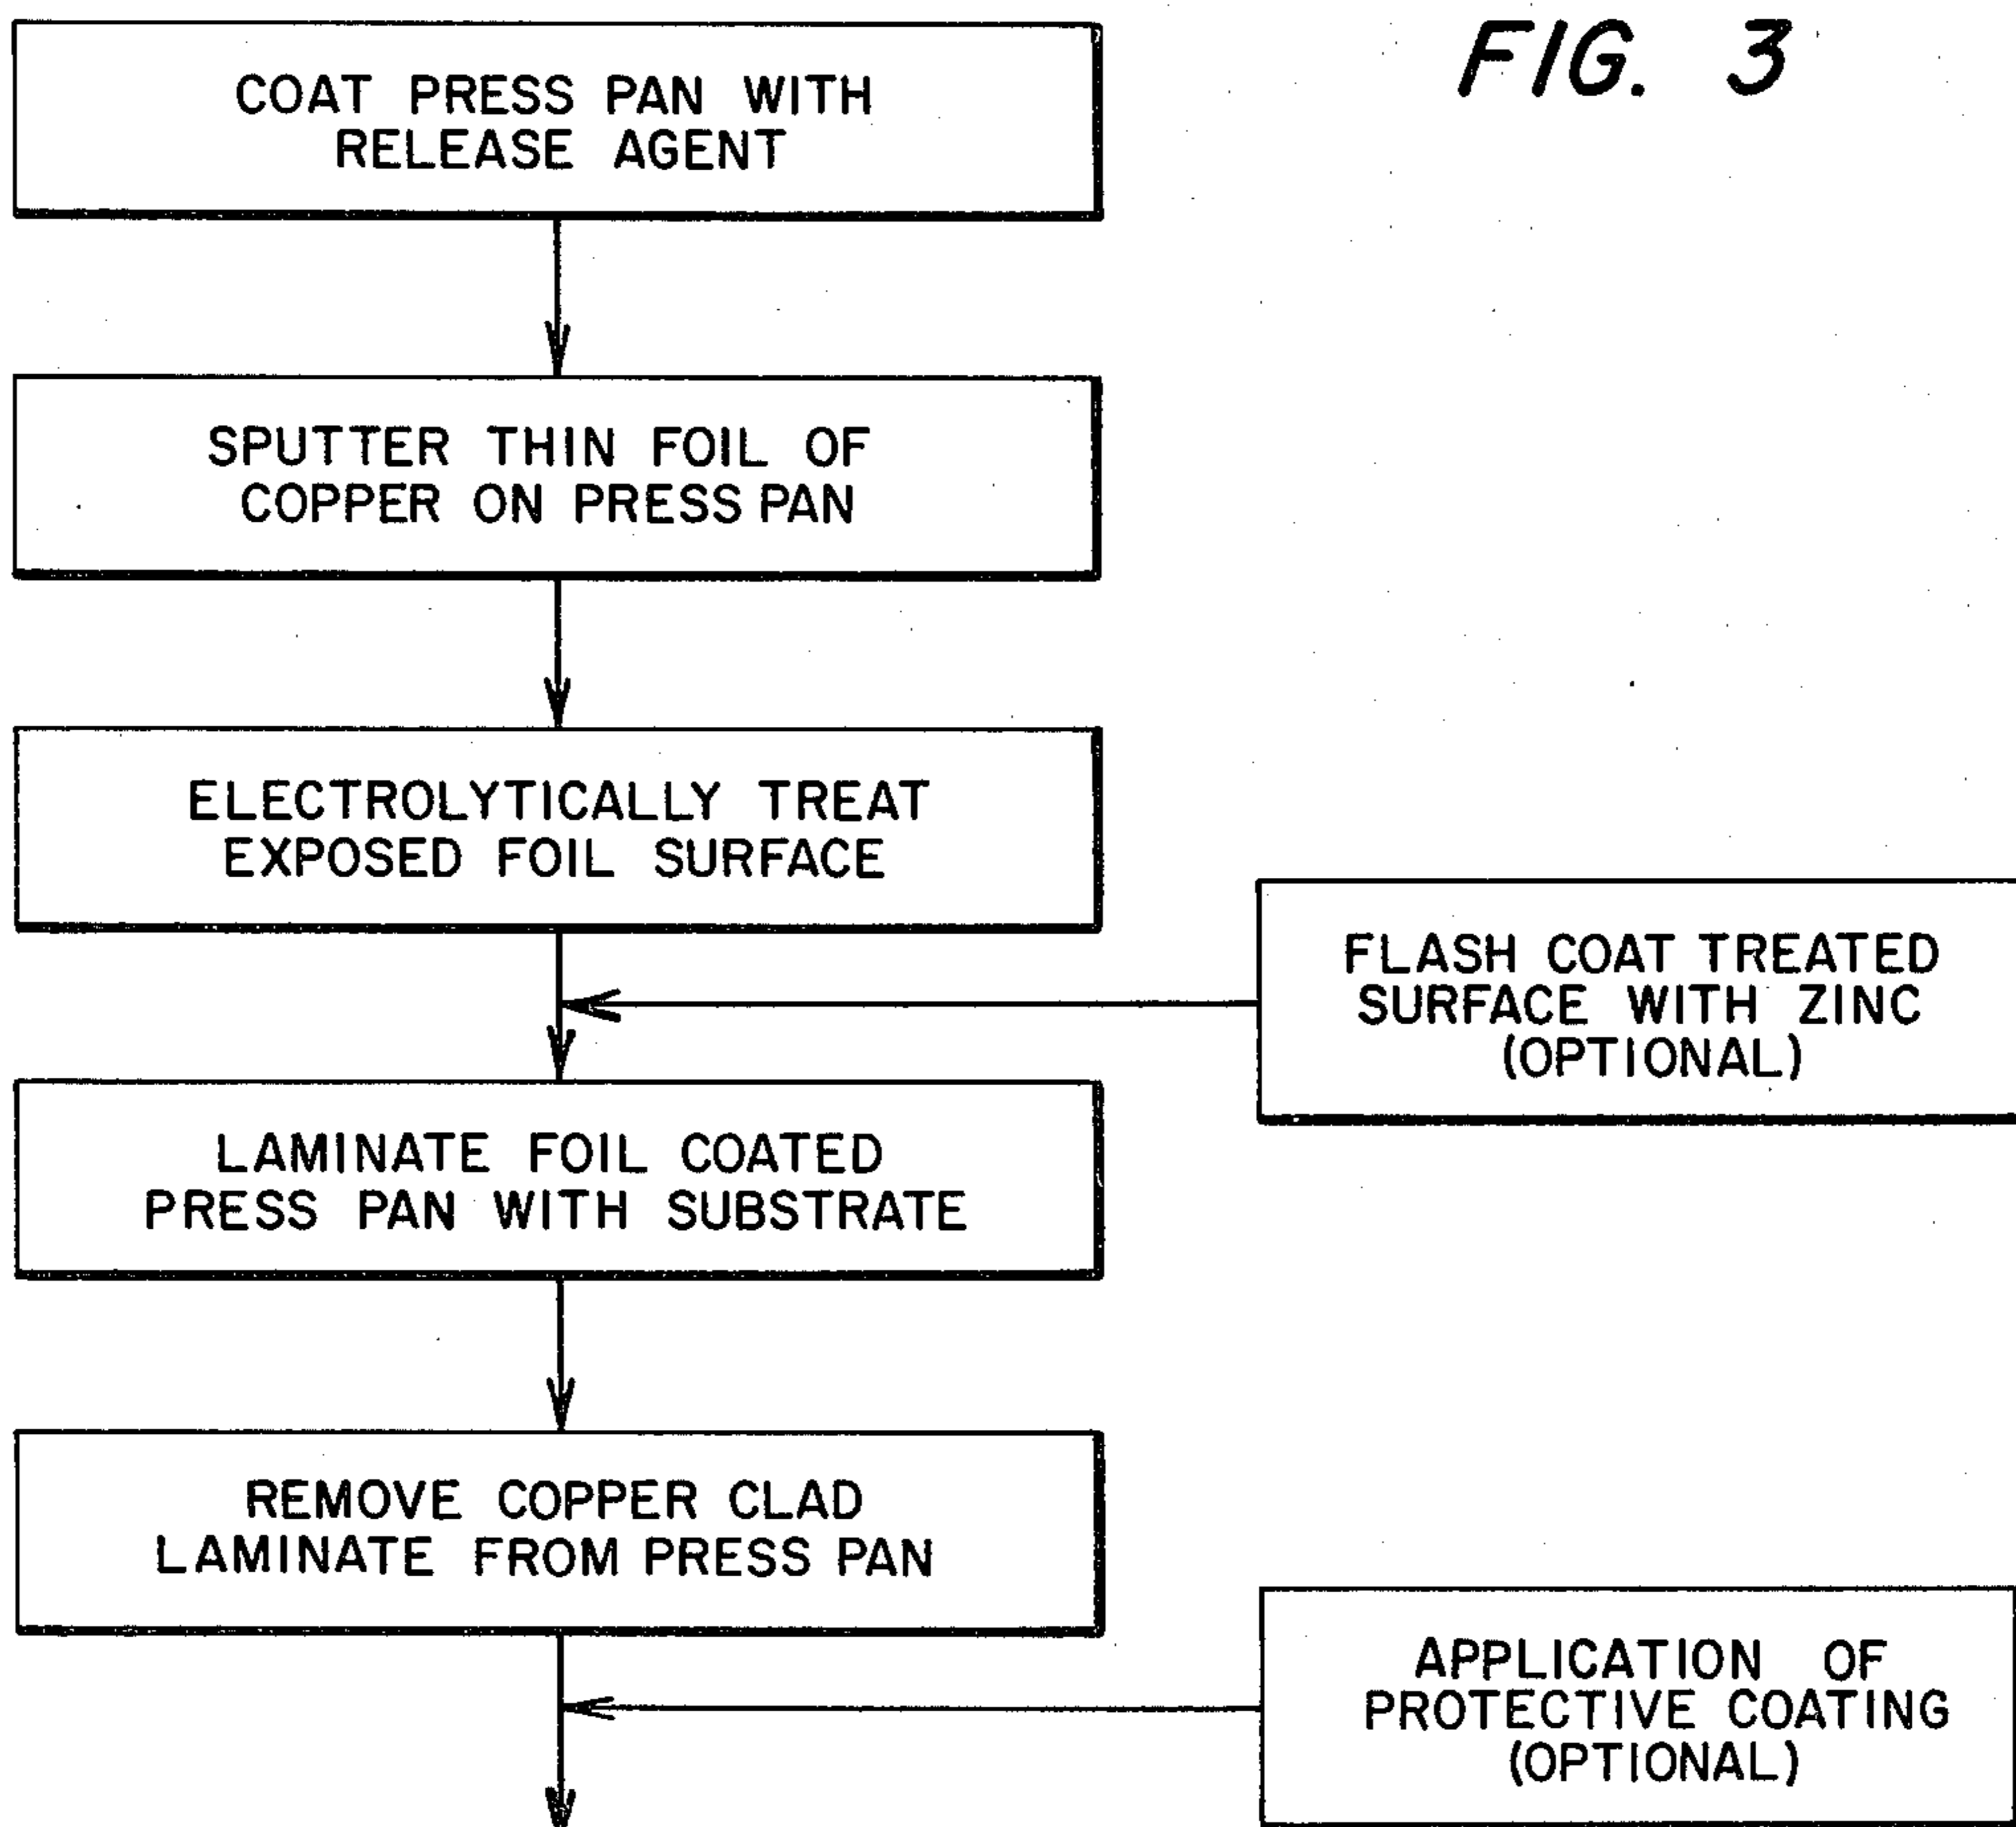 FIG. 3
COAT PRESS PAN WITH
RELEASE AGENT
SPUTTER THIN FOIL OF
COPPER ON PRESS PAN
ELECTROLYTICALLY TREAT
EXPOSED FOIL SURFACE
FLASH COAT TREATED
SURFACE WITH ZINC
(OPTIONAL)
LAMINATE FOIL COATED
PRESS PAN WITH SUBSTRATE
REMOVE COPPER CLAD
LAMINATE FROM PRESS PAN
APPLICATION OF
PROTECTIVE COATING
(OPTIONAL)